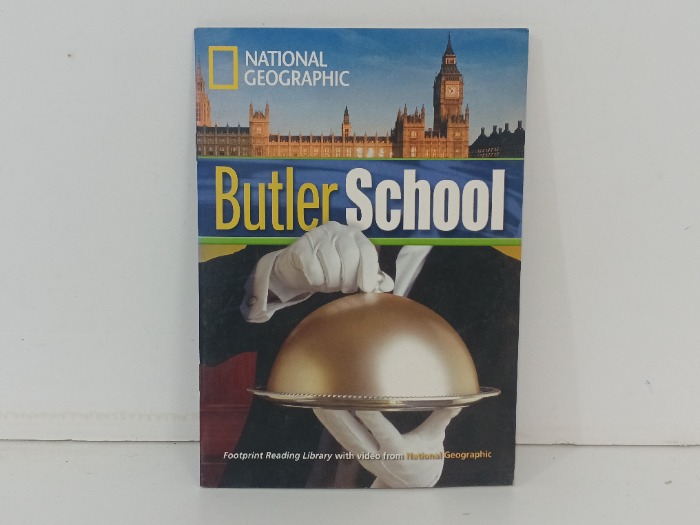 NATIONAL
GEOGRAPHIC
Butler School
Footprint Reading Library with video from National Geographic